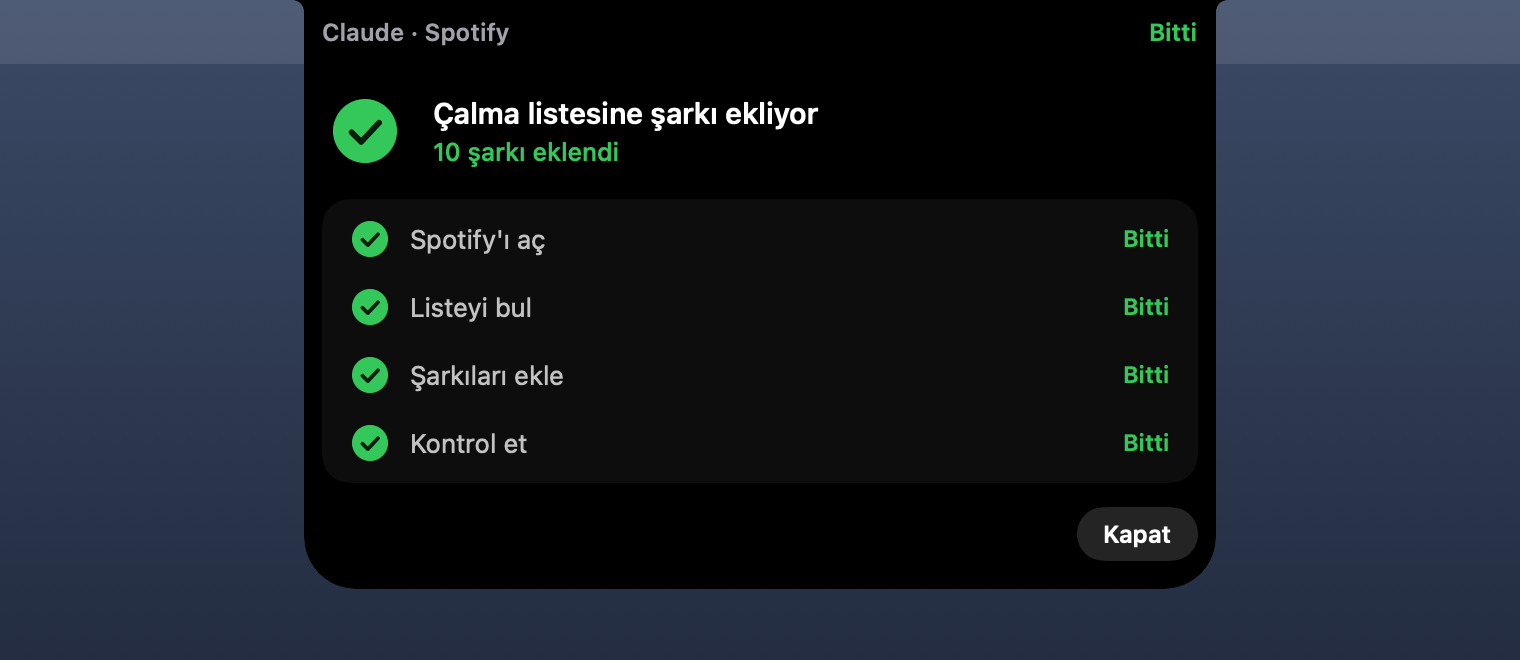 Claude · Spotify
Bitti
Çalma listesine şarkı ekliyor
10 şarkı eklendi
Spotify'ı aç
Bitti
Listeyi bul
Bitti
Şarkıları ekle
Bitti
Kontrol et
Bitti
Kapat